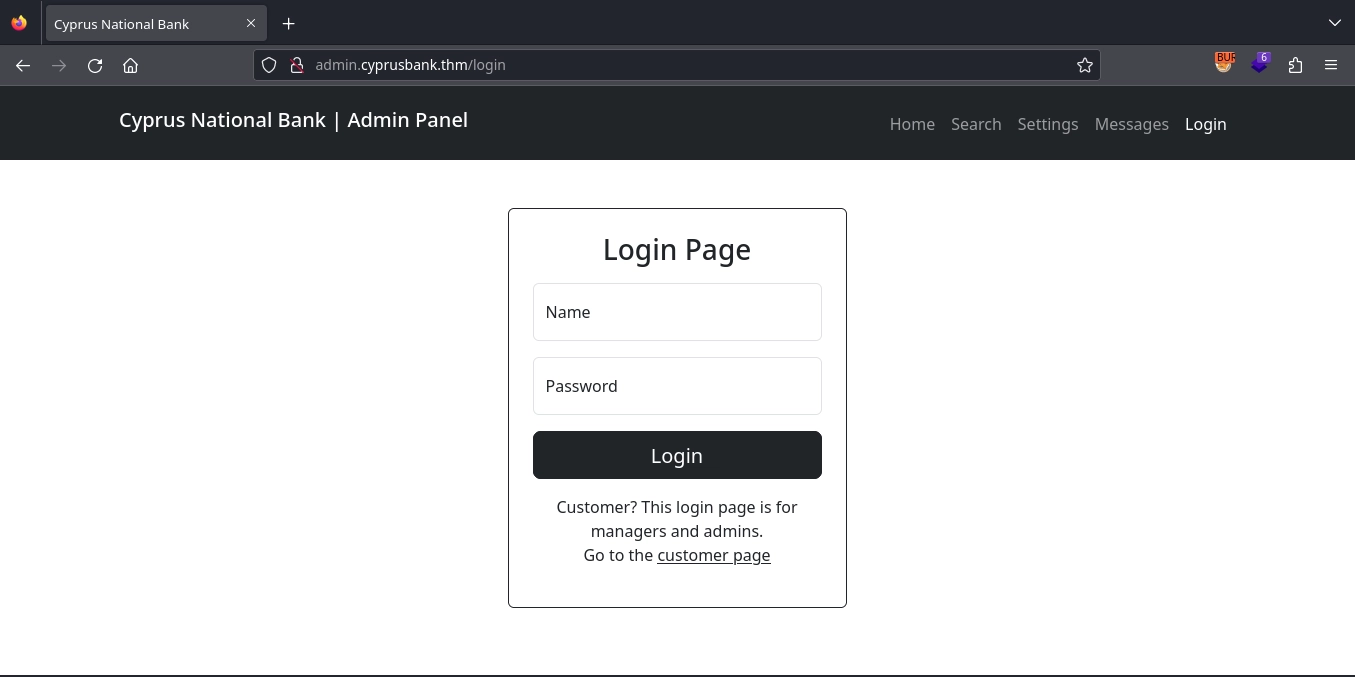 Cyprus National Bank
admin.cyprusbank.thm/login
BUR
6
Cyprus National Bank | Admin Panel
Home Search Settings Messages Login
Login Page
Name
Password
Login
Customer? This login page is for
managers and admins.
Go to the customer page